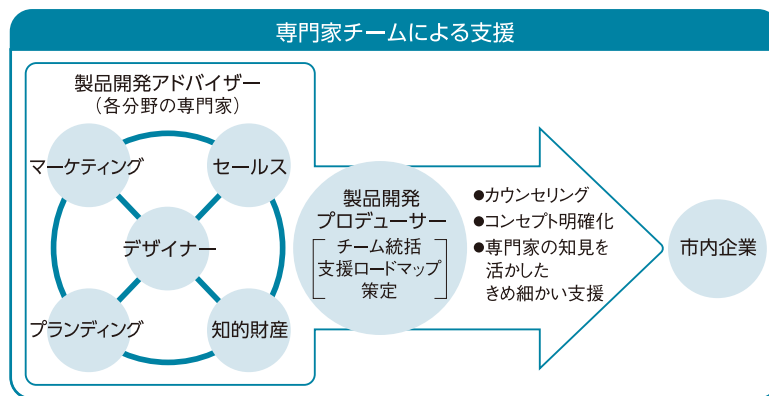 専門家チームによる支援
製品開発アドバイザー
（各分野の専門家）
マーケティング
セールス
デザイナー
プランディング
知的財産
製品開発
プロデューサー
チーム統括
支援ロードマップ
策定
●カウンセリング
●コンセプト明確化
●専門家の知見を
活かした
きめ細かい支援
市内企業